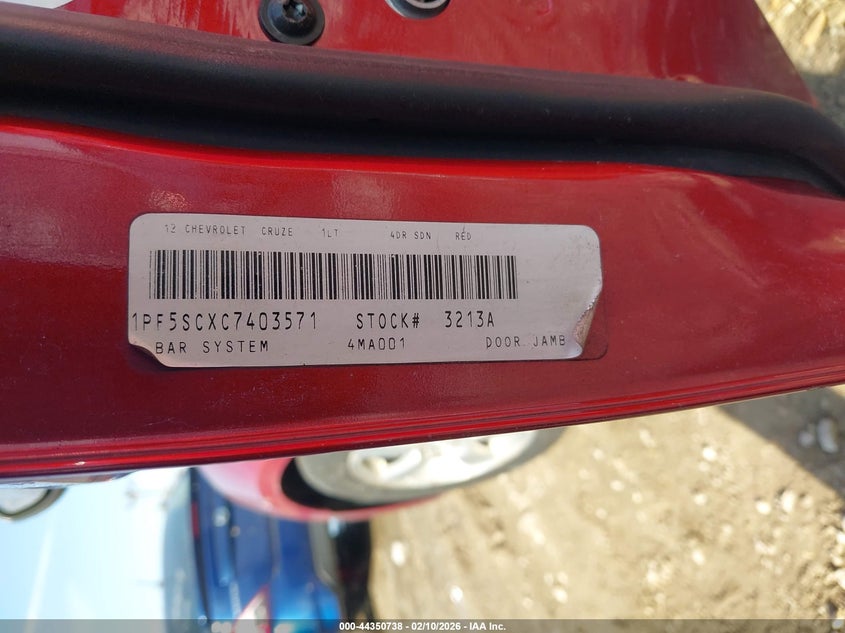 12 CHEVROLET CRUZE 1LT 4DR SDN RED
1PF5SCXC7403571 STOCK# 3213A
BAR SYSTEM 4MA001 DOOR JAMB
000-44350738 - 02/10/2026 - IAA Inc.